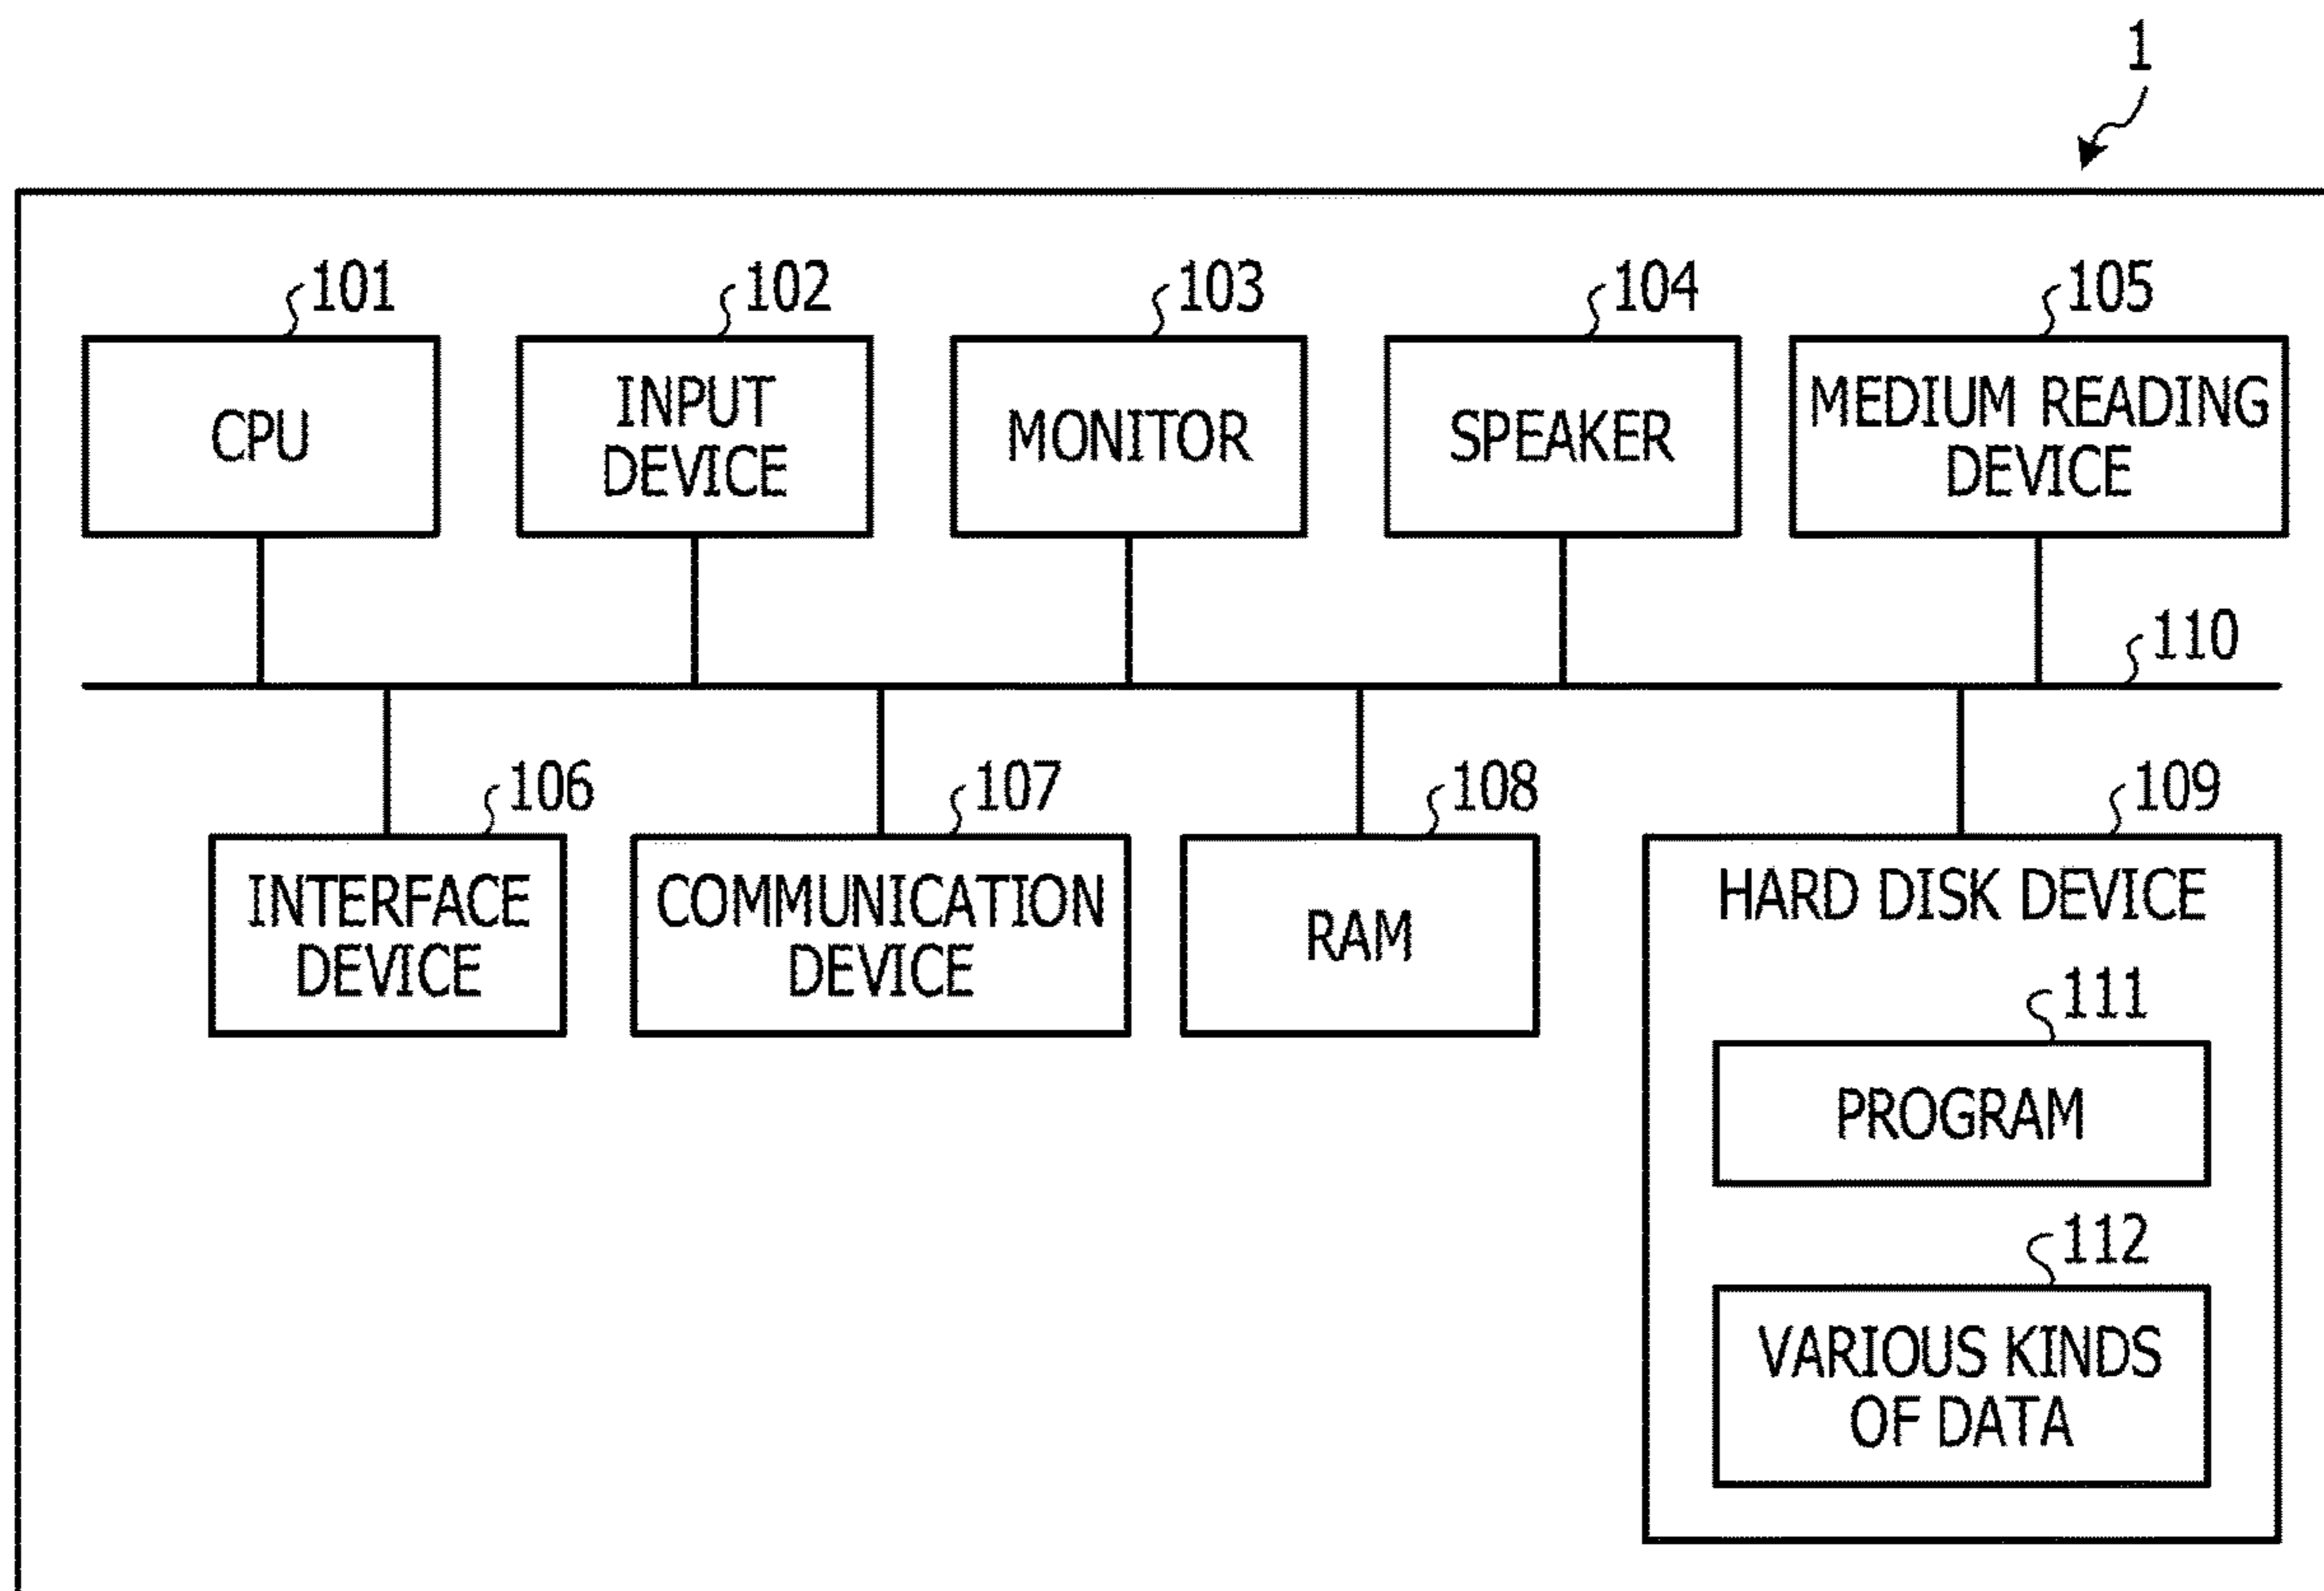 1
101
102
103
104
105
CPU
INPUT
DEVICE
MONITOR
SPEAKER
MEDIUM READING
DEVICE
110
106
107
108
109
INTERFACE
DEVICE
COMMUNICATION
DEVICE
RAM
HARD DISK DEVICE
111
PROGRAM
112
VARIOUS KINDS
OF DATA